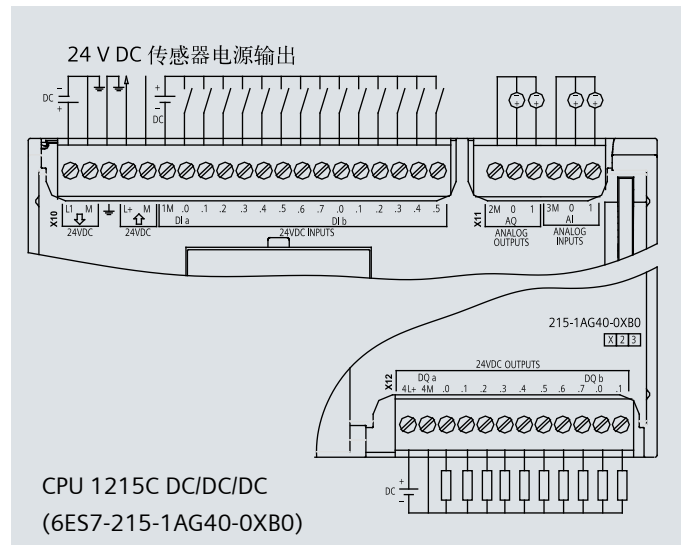 24 V DC 传感器电源输出
DC
DC
X10
L1 M L+ M 1M .0 .1 .2 .3 .4 .5 .6 .7 .0 .1 .2 .3 .4 .5
24VDC 24VDC DI a DI b
24VDC INPUTS
X11
2M 0 1 3M 0 1
AQ AI
ANALOG OUTPUTS
ANALOG INPUTS
215-1AG40-0XB0
X 2 3
24VDC OUTPUTS
X12
DQ a DQ b
4L+ 4M .0 .1 .2 .3 .4 .5 .6 .7 .0 .1
DC
CPU 1215C DC/DC/DC
(6ES7-215-1AG40-0XB0)